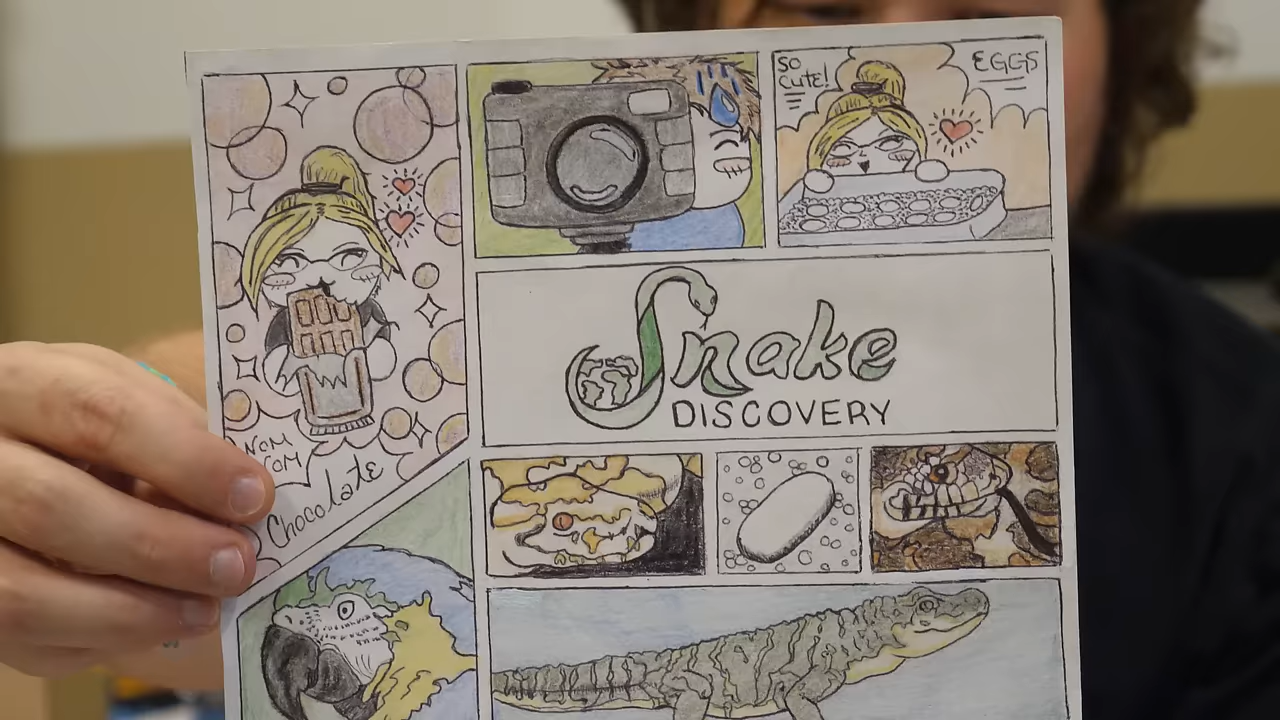 SO
CUTE!
EGGS
Snake
DISCOVERY
NOM
NOM
Chocolate